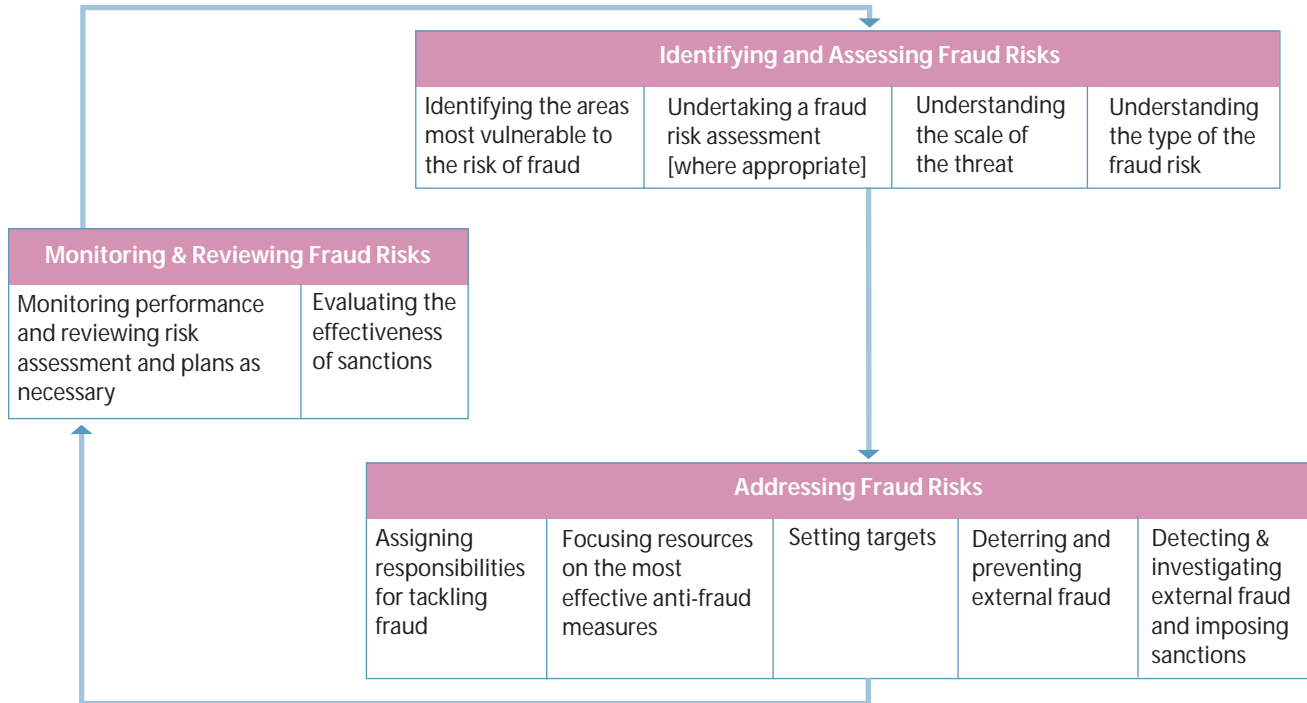 Identifying and Assessing Fraud Risks
Identifying the areas
most vulnerable to
the risk of fraud
Undertaking a fraud
risk assessment
[where appropriate]
Understanding
the scale of
the threat
Understanding
the type of the
fraud risk
Monitoring & Reviewing Fraud Risks
Monitoring performance
and reviewing risk
assessment and plans as
necessary
Evaluating the
effectiveness
of sanctions
Addressing Fraud Risks
Assigning
responsibilities
for tackling
fraud
Focusing resources
on the most
effective anti-fraud
measures
Setting targets
Deterring and
preventing
external fraud
Detecting &
investigating
external fraud
and imposing
sanctions